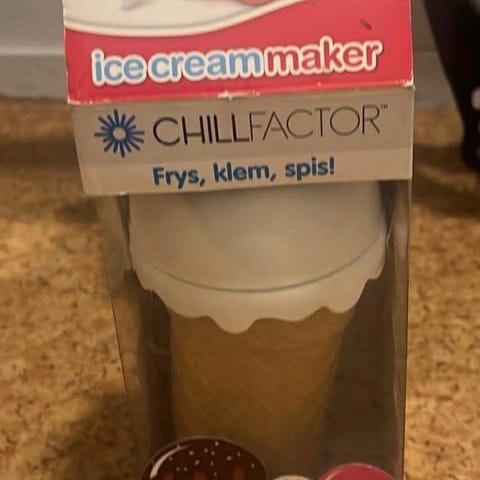 ice cream maker
CHILLFACTOR™
Frys, klem, spis!